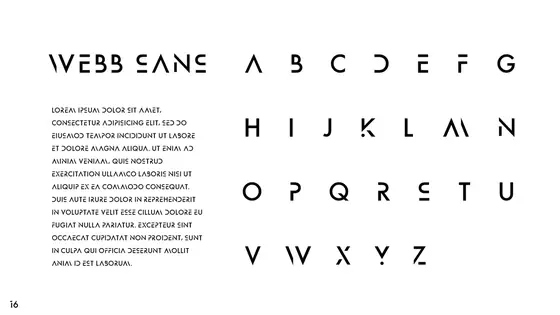 WEBB SANS
LOREM IPSUM DOLOR SIT AMET,
CONSECTETUR ADIPISICING ELIT, SED DO
EIUSMOD TEMPOR INCIDIDUNT UT LABORE
ET DOLORE MAGNA ALIQUA. UT ENIM AD
MINIM VENIAM, QUIS NOSTRUD
EXERCITATION ULLAMCO LABORIS NISI UT
ALIQUIP EX EA COMMODO CONSEQUAT.
DUIS AUTE IRURE DOLOR IN REPREHENDERIT
IN VOLUPTATE VELIT ESSE CILLUM DOLORE EU
FUGIAT NULLA PARIATUR. EXCEPTEUR SINT
OCCAECAT CUPIDATAT NON PROIDENT, SUNT
IN CULPA QUI OFFICIA DESERUNT MOLLIT
ANIM ID EST LABORUM.
A B C D E F G
H I J K L M N
O P Q R S T U
V W X Y Z
16